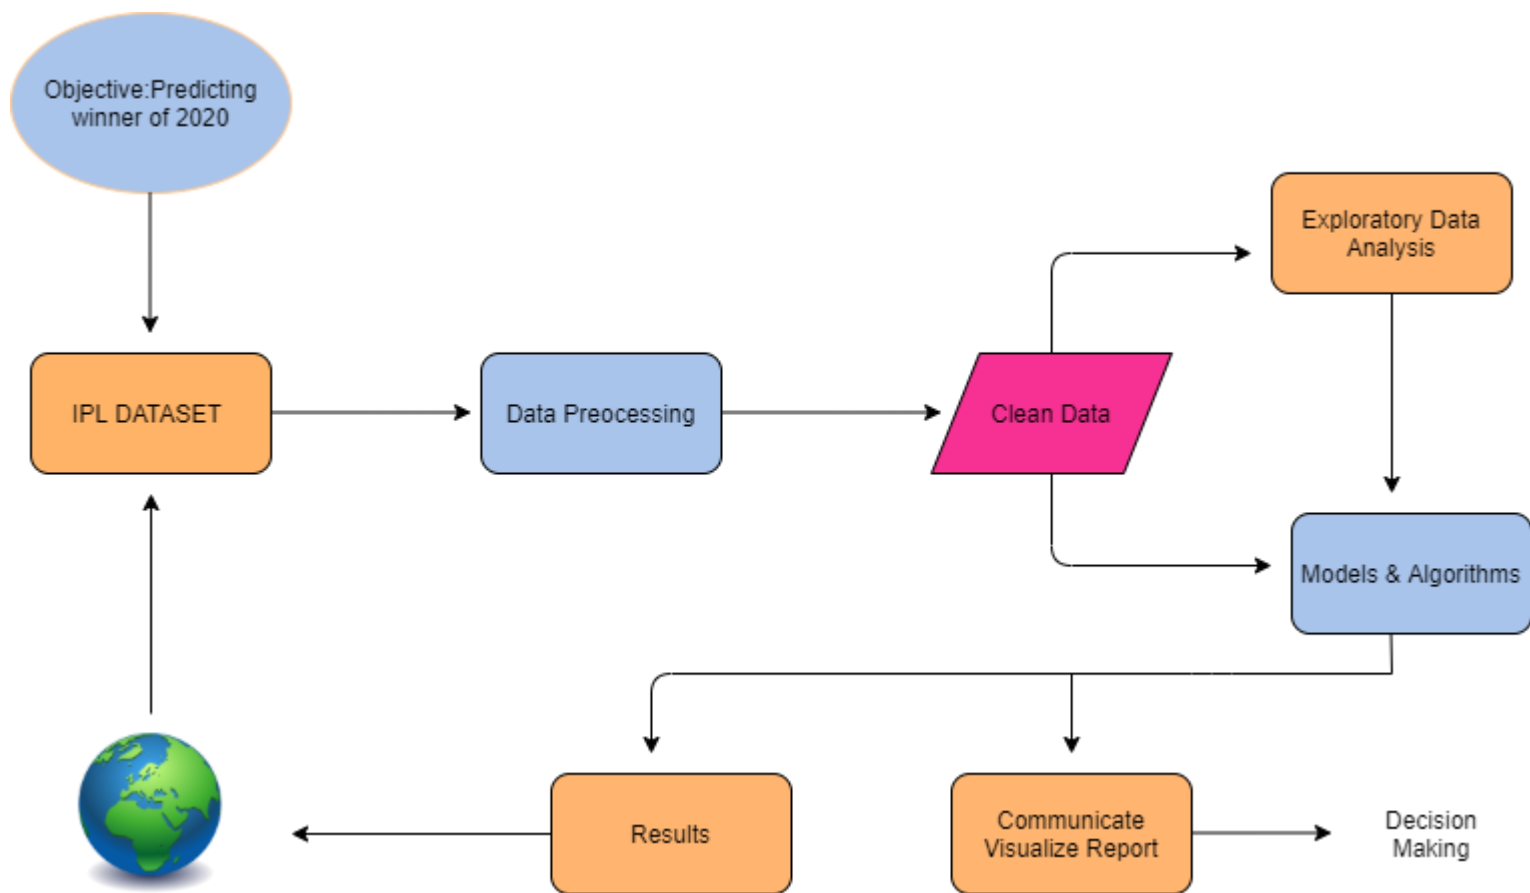 Objective:Predicting
winner of 2020
Exploratory Data
Analysis
IPL DATASET
Data Preocessing
Clean Data
Models & Algorithms
Results
Communicate
Visualize Report
Decision
Making